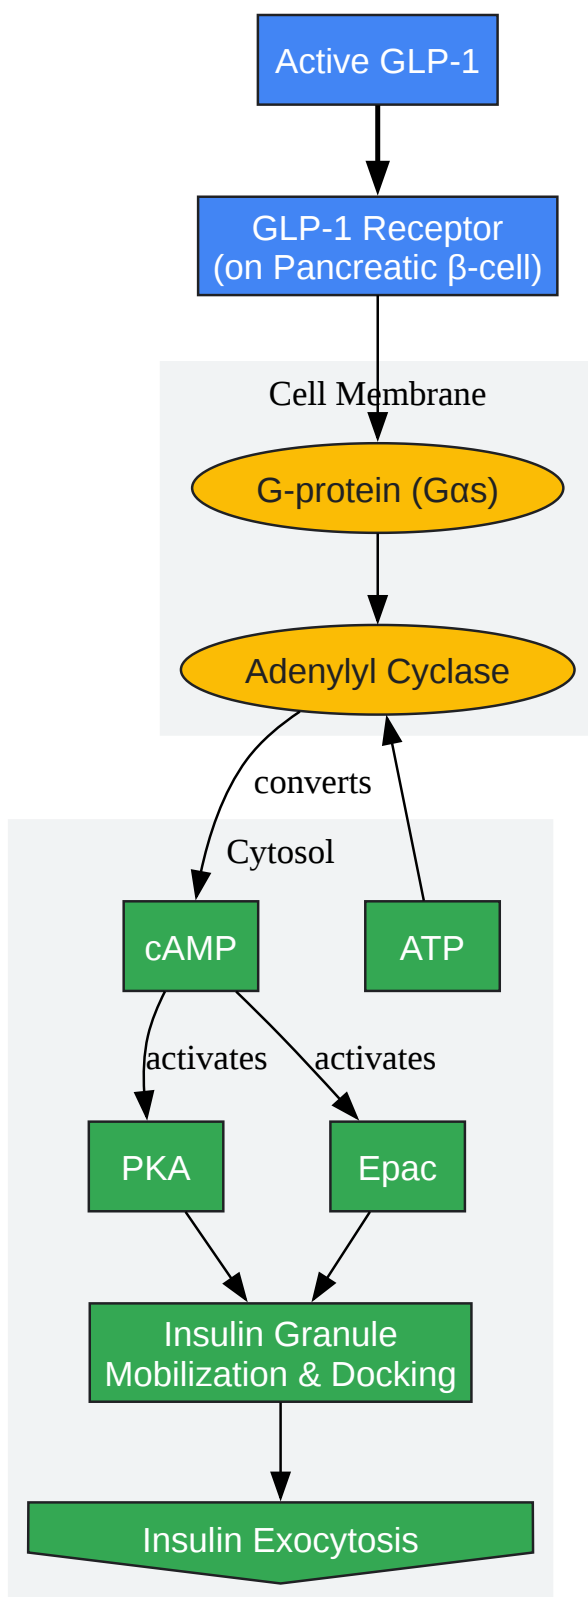 Active GLP-1
GLP-1 Receptor
(on Pancreatic β-cell)
Cell Membrane
G-protein (Gαs)
Adenylyl Cyclase
converts
Cytosol
cAMP
ATP
activates
activates
PKA
Epac
Insulin Granule
Mobilization & Docking
Insulin Exocytosis